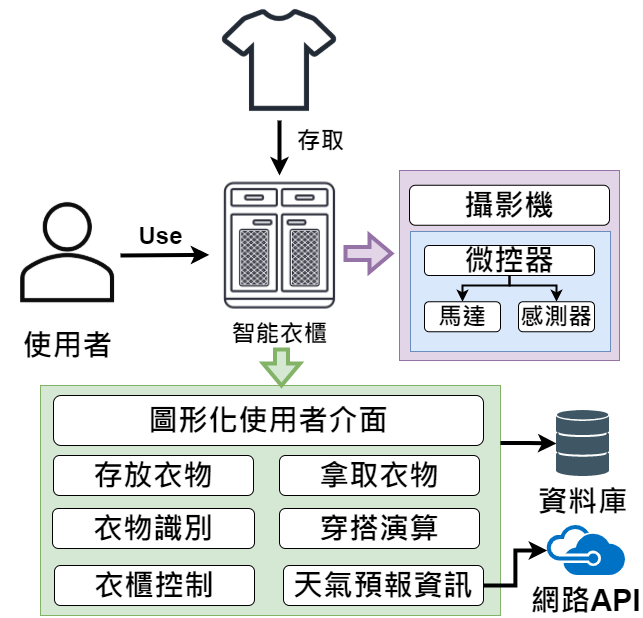 存取
Use
使用者
智能衣櫃
攝影機
微控器
馬達
感測器
圖形化使用者介面
存放衣物
拿取衣物
衣物識別
穿搭演算
衣櫃控制
天氣預報資訊
資料庫
網路API